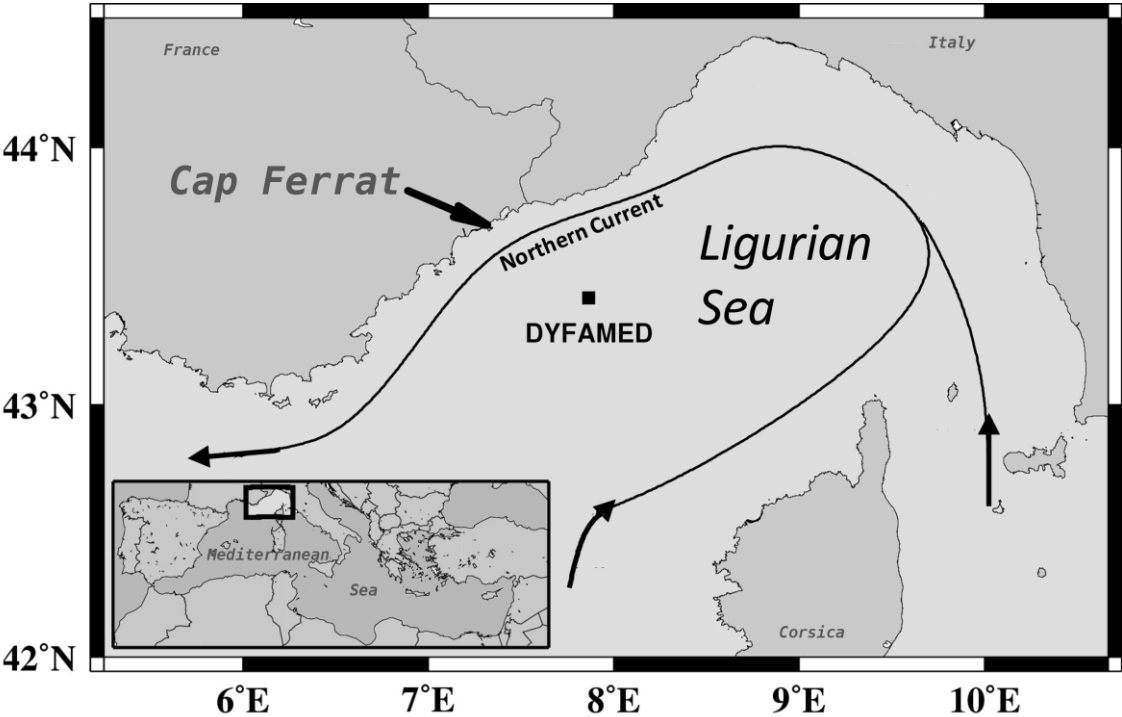 France
Italy
44°N
Cap Ferrat
Northern Current
Ligurian
Sea
DYFAMED
43°N
Mediterranean
Sea
Corsica
42°N
6°E
7°E
8°E
9°E
10°E